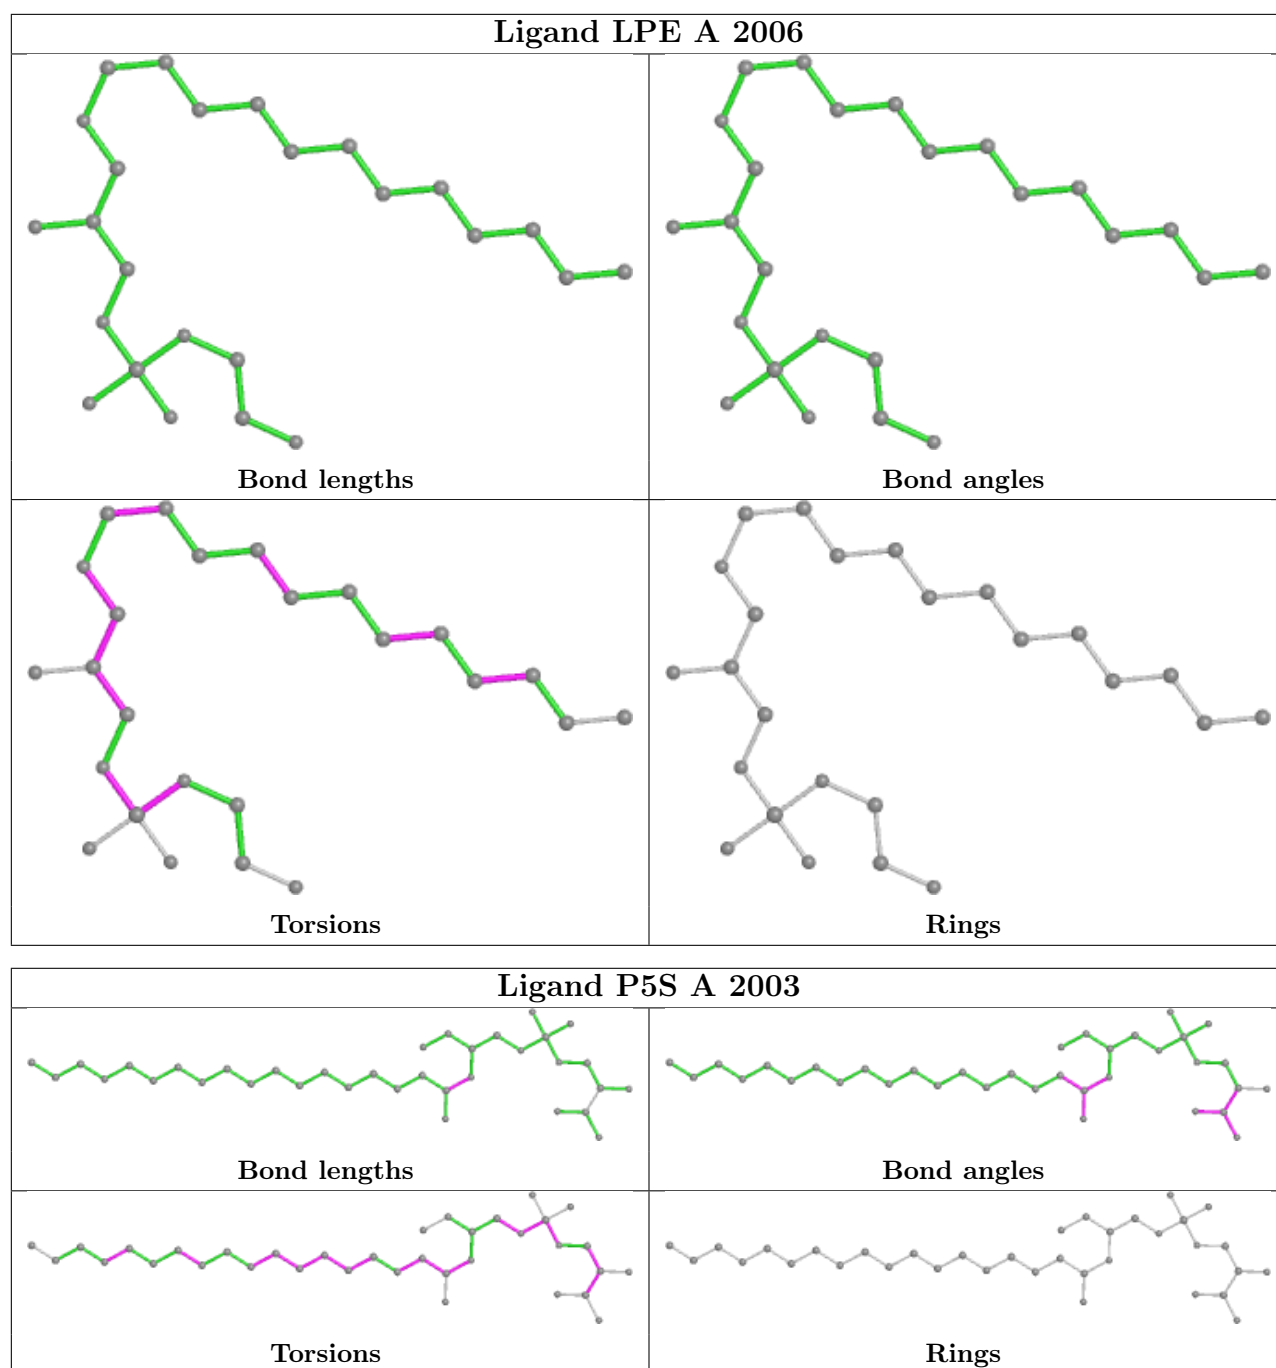 Ligand LPE A 2006
Bond lengths
Bond angles
Torsions
Rings
Ligand P5S A 2003
Bond lengths
Bond angles
Torsions
Rings